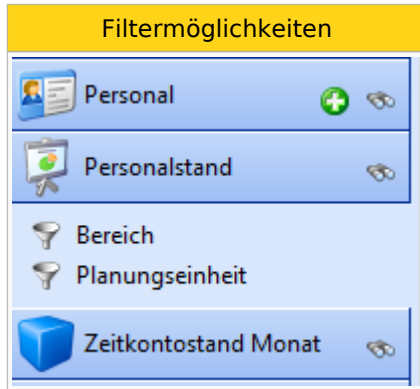 Filtermöglichkeiten
Personal
Personalstand
Bereich
Planungseinheit
Zeitkontostand Monat